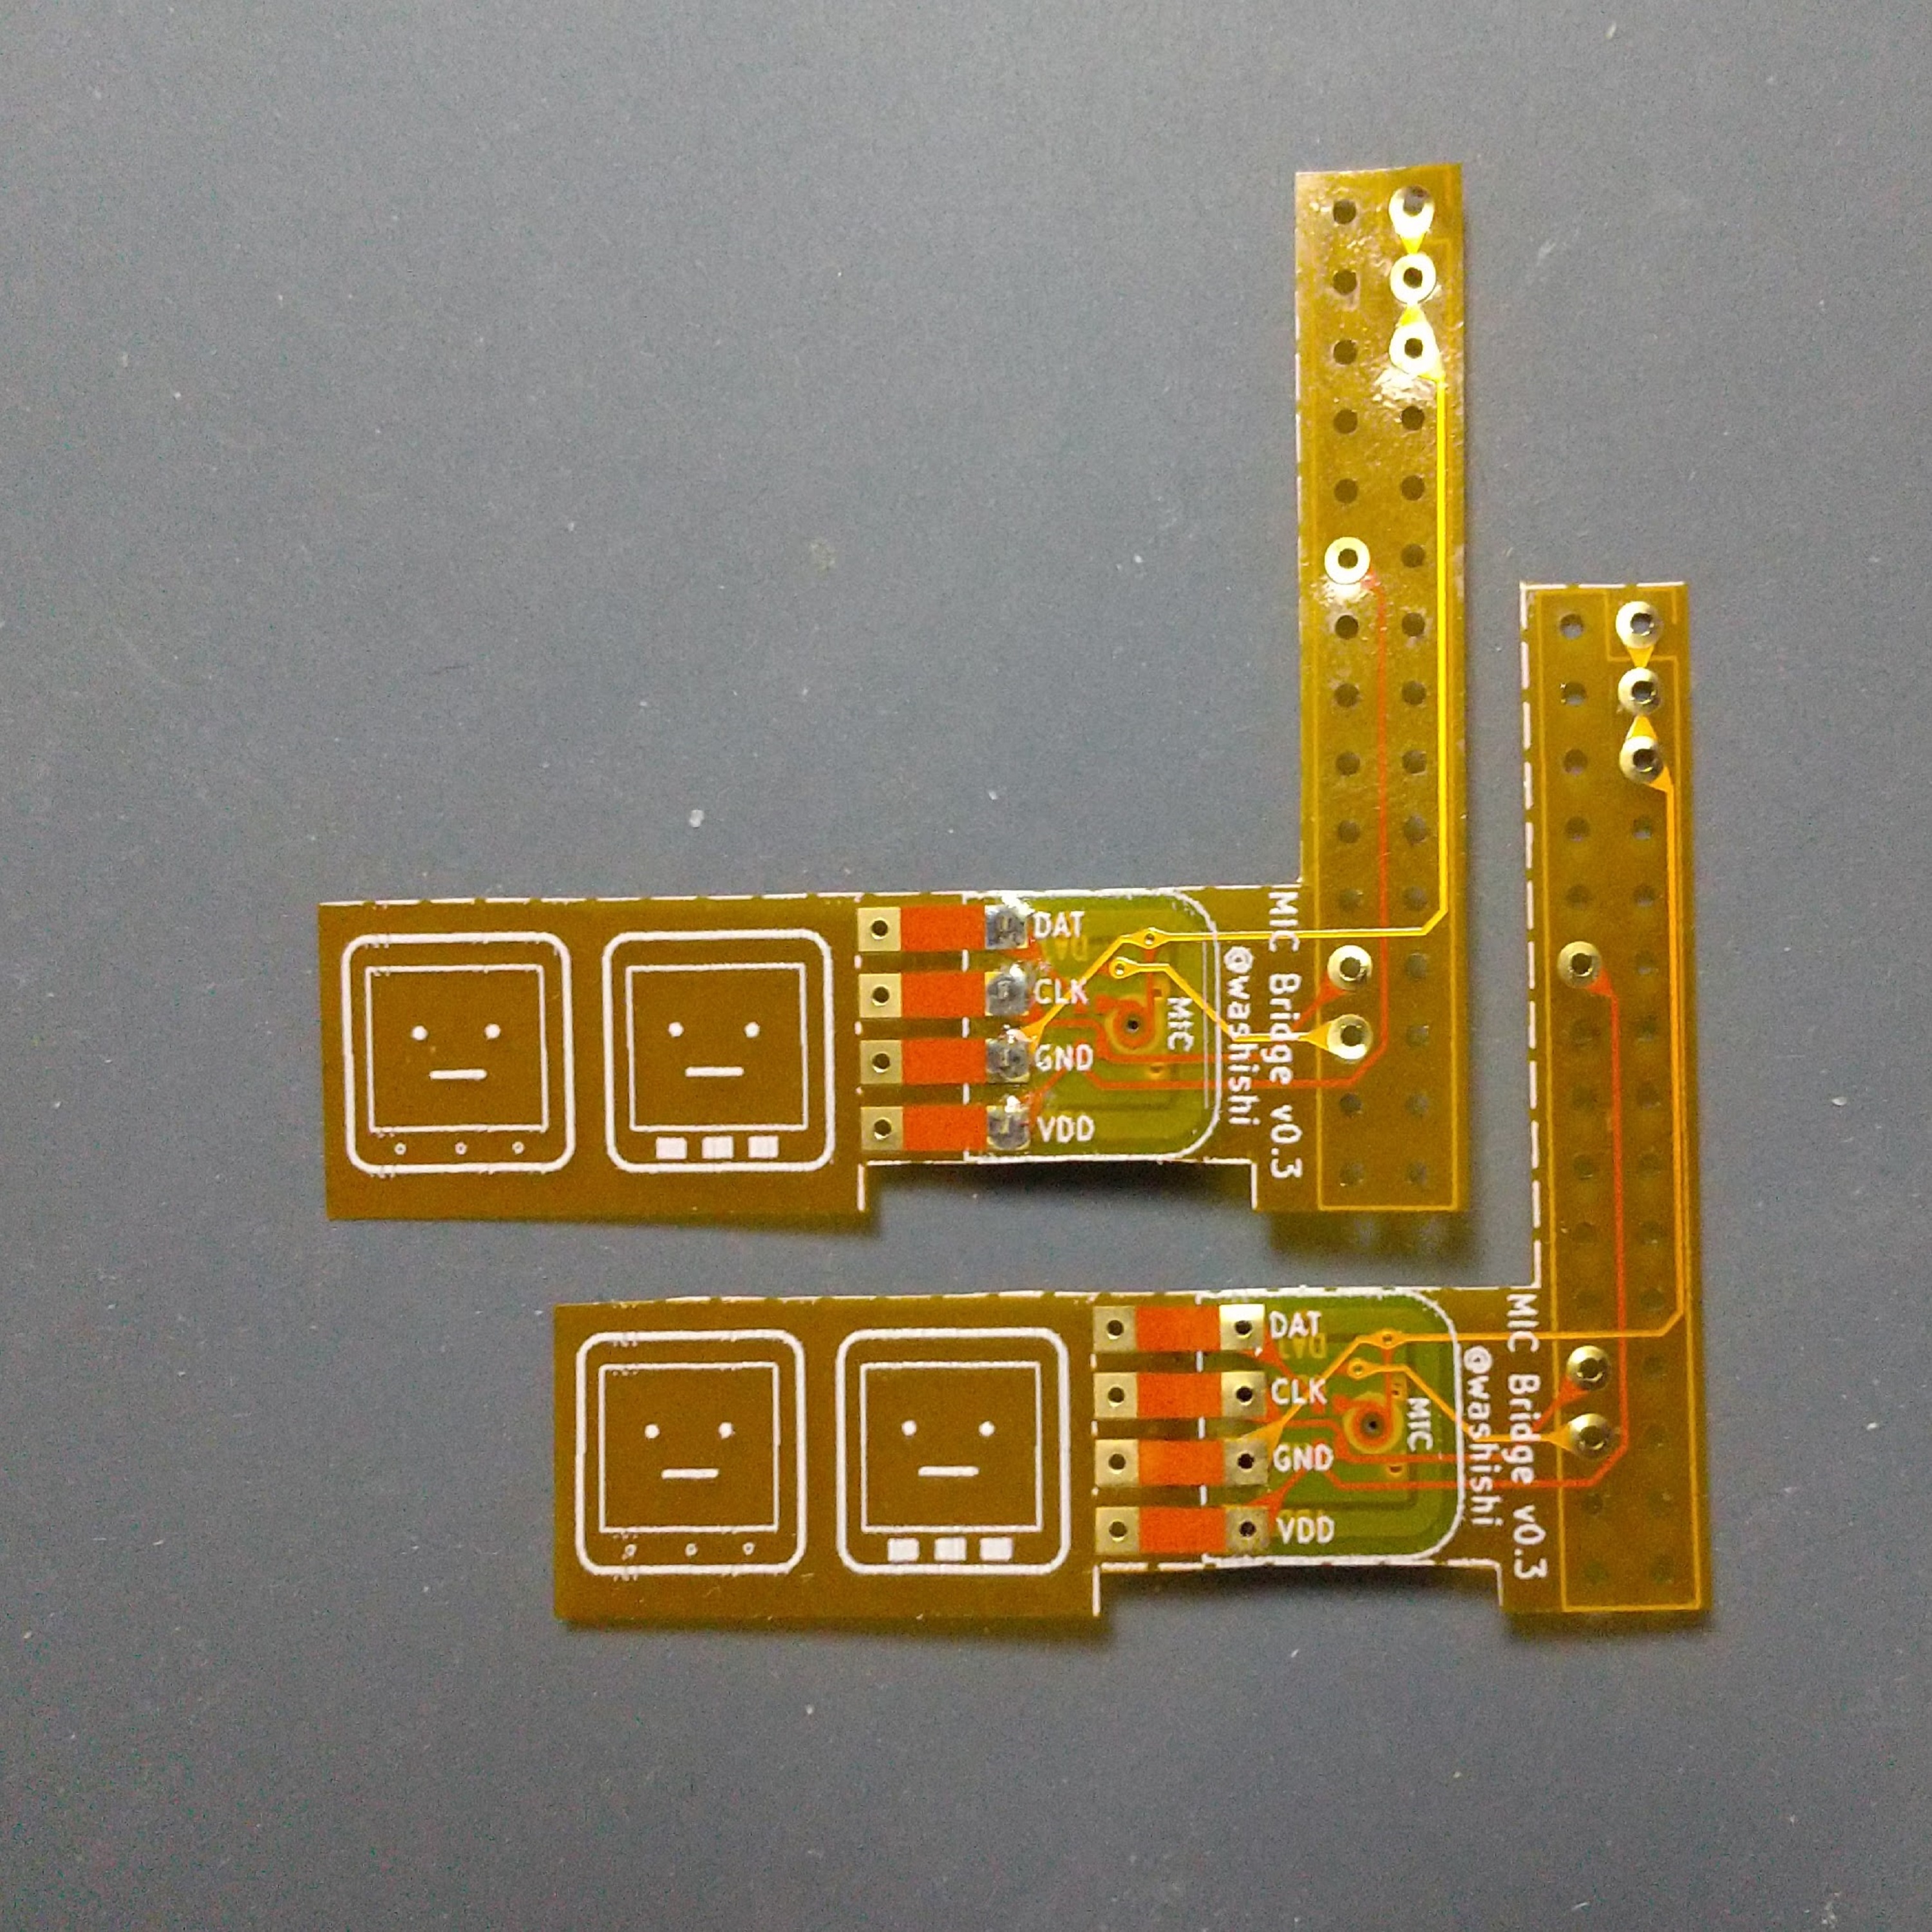 DAT
CLK
GND
VDD
MIC
@washishi
MIC Bridge v0.3
DAT
CLK
GND
VDD
MIC
@washishi
MIC Bridge v0.3